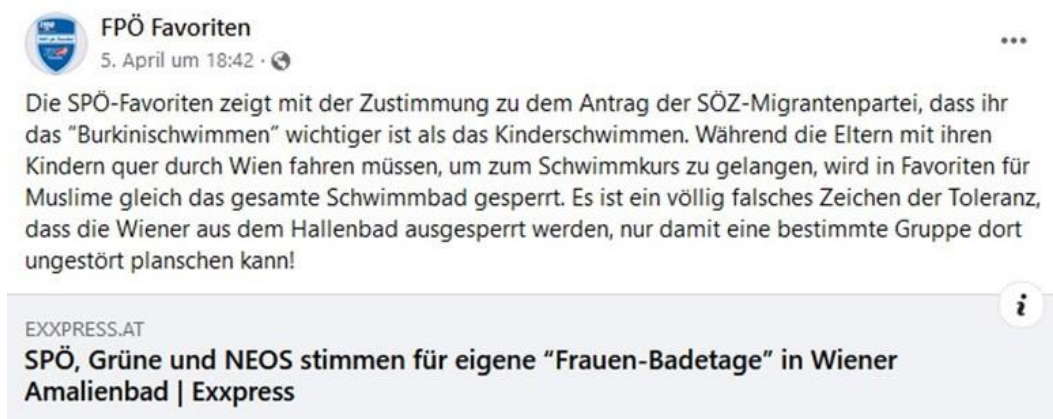 FPÖ Favoriten
5. April um 18:42 ·
Die SPÖ-Favoriten zeigt mit der Zustimmung zu dem Antrag der SÖZ-Migrantenpartei, dass ihr
das "Burkinischwimmen" wichtiger ist als das Kinderschwimmen. Während die Eltern mit ihren
Kindern quer durch Wien fahren müssen, um zum Schwimmkurs zu gelangen, wird in Favoriten für
Muslime gleich das gesamte Schwimmbad gesperrt. Es ist ein völlig falsches Zeichen der Toleranz,
dass die Wiener aus dem Hallenbad ausgesperrt werden, nur damit eine bestimmte Gruppe dort
ungestört planschen kann!
EXXPRESS.AT
SPÖ, Grüne und NEOS stimmen für eigene "Frauen-Badetage" in Wiener
Amalienbad | Exxpress